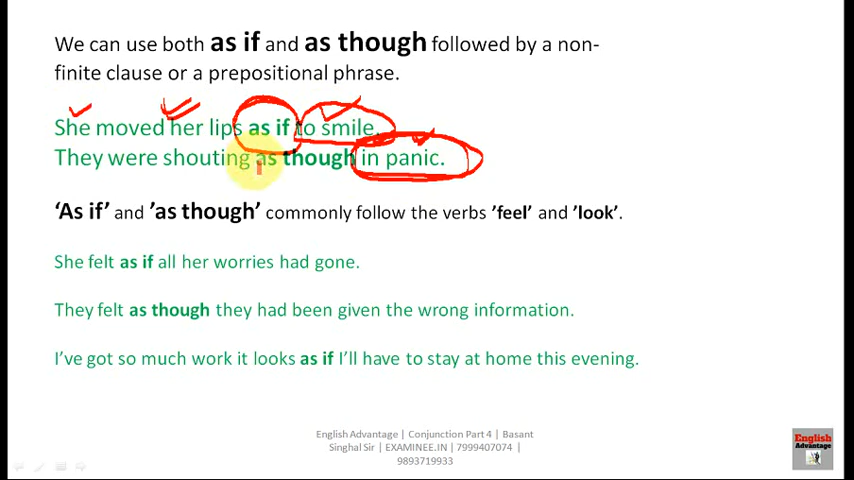 We can use both as if and as though followed by a non-
finite clause or a prepositional phrase.
She moved her lips as if to smile.
They were shouting as though in panic.
‘As if’ and ’as though’ commonly follow the verbs ’feel’ and ’look’.
She felt as if all her worries had gone.
They felt as though they had been given the wrong information.
I’ve got so much work it looks as if I’ll have to stay at home this evening.
English Advantage | Conjunction Part 4 | Basant
Singhal Sir | EXAMINEE.IN | 7999407074 |
9893719933
English
Advantage